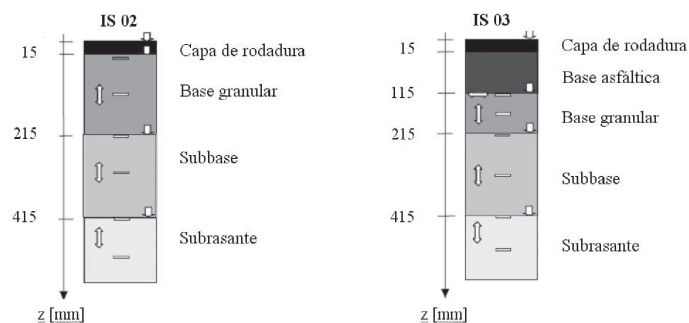 IS 02
15
Capa de rodadura
Base granular
215
Subbase
415
Subrasante
z [mm]
IS 03
15
Capa de rodadura
Base asfáltica
115
Base granular
215
Subbase
415
Subrasante
z [mm]